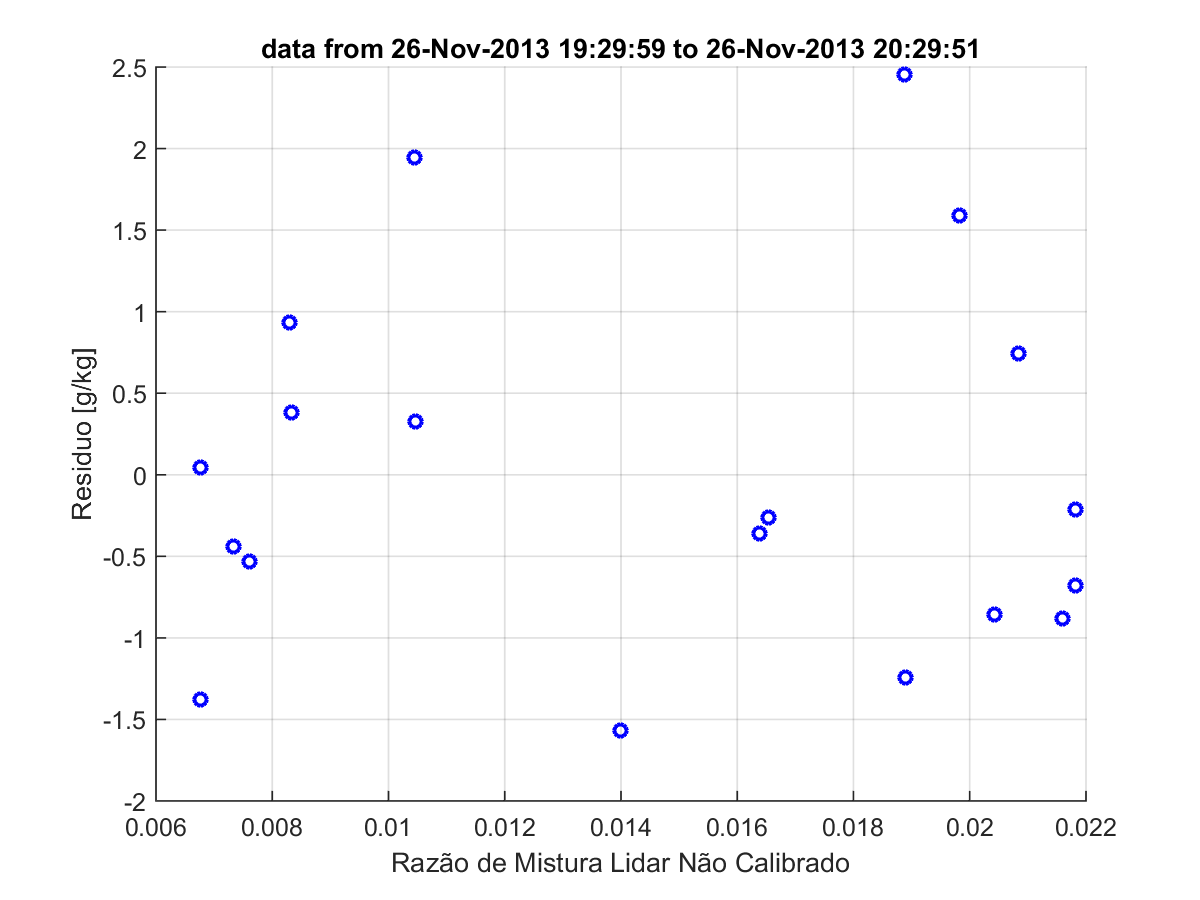 data from 26-Nov-2013 19:29:59 to 26-Nov-2013 20:29:51
2.5
2
1.5
1
0.5
0
-0.5
-1
-1.5
-2
Residuo [g/kg]
0.006 0.008 0.01 0.012 0.014 0.016 0.018 0.02 0.022
Razão de Mistura Lidar Não Calibrado